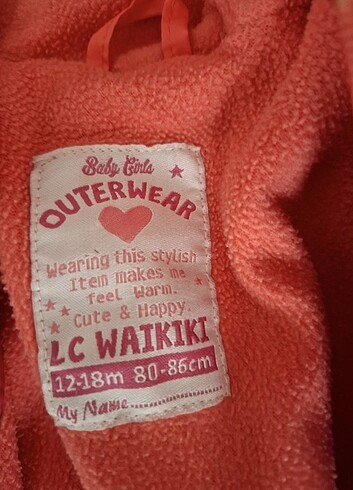 Baby Girls
OUTERWEAR
Wearing this stylish
Item makes me
feel Warm.
Cute & Happy.
LC WAIKIKI
12-18m 80-86cm
My Name....................